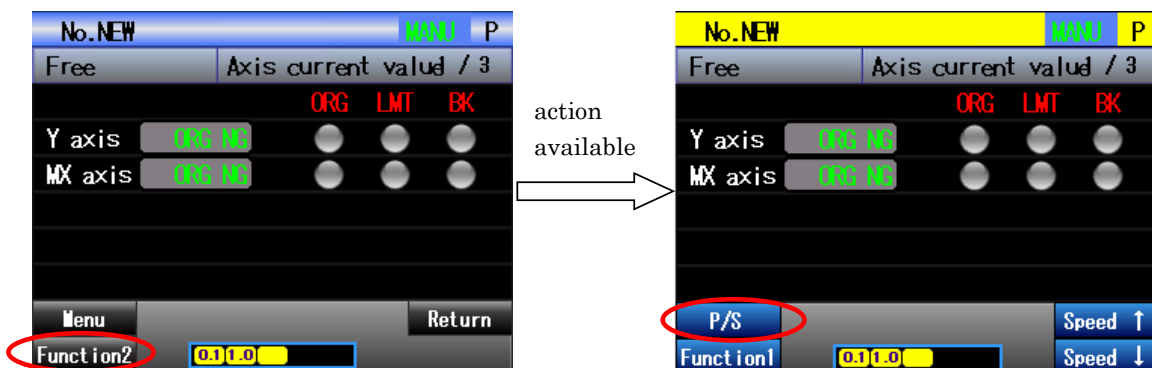 No.NEW MANU P
Free Axis current value / 3
ORG LMT BK
Y axis ORG NG
MX axis ORG NG
Menu Return
Function2 0.1 1.0
action
available
No.NEW MANU P
Free Axis current value / 3
ORG LMT BK
Y axis ORG NG
MX axis ORG NG
P/S Speed ↑
Function1 0.1 1.0 Speed ↓